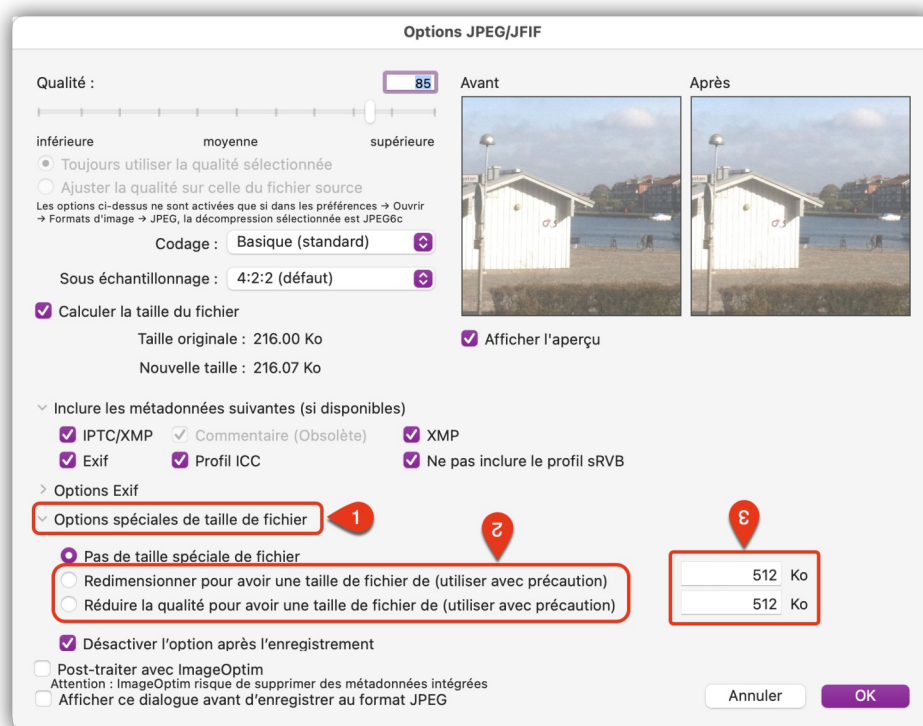 Options JPEG/JFIF
Qualité :
85
Avant
Après
inférieure
moyenne
supérieure
Toujours utiliser la qualité sélectionnée
Ajuster la qualité sur celle du fichier source
Les options ci-dessus ne sont activées que si dans les préférences → Ouvrir
→ Formats d'image → JPEG, la décompression sélectionnée est JPEG6c
Codage :
Basique (standard)
Sous échantillonnage :
4:2:2 (défaut)
Calculer la taille du fichier
Taille originale : 216.00 Ko
Afficher l'aperçu
Nouvelle taille : 216.07 Ko
Inclure les métadonnées suivantes (si disponibles)
IPTC/XMP
Commentaire (Obsolète)
XMP
Exif
Profil ICC
Ne pas inclure le profil sRVB
Options Exif
Options spéciales de taille de fichier
1
2
3
Pas de taille spéciale de fichier
Redimensionner pour avoir une taille de fichier de (utiliser avec précaution)
512 Ko
Réduire la qualité pour avoir une taille de fichier de (utiliser avec précaution)
512 Ko
Désactiver l’option après l’enregistrement
Post-traiter avec ImageOptim
Attention : ImageOptim risque de supprimer des métadonnées intégrées
Afficher ce dialogue avant d'enregistrer au format JPEG
Annuler
OK